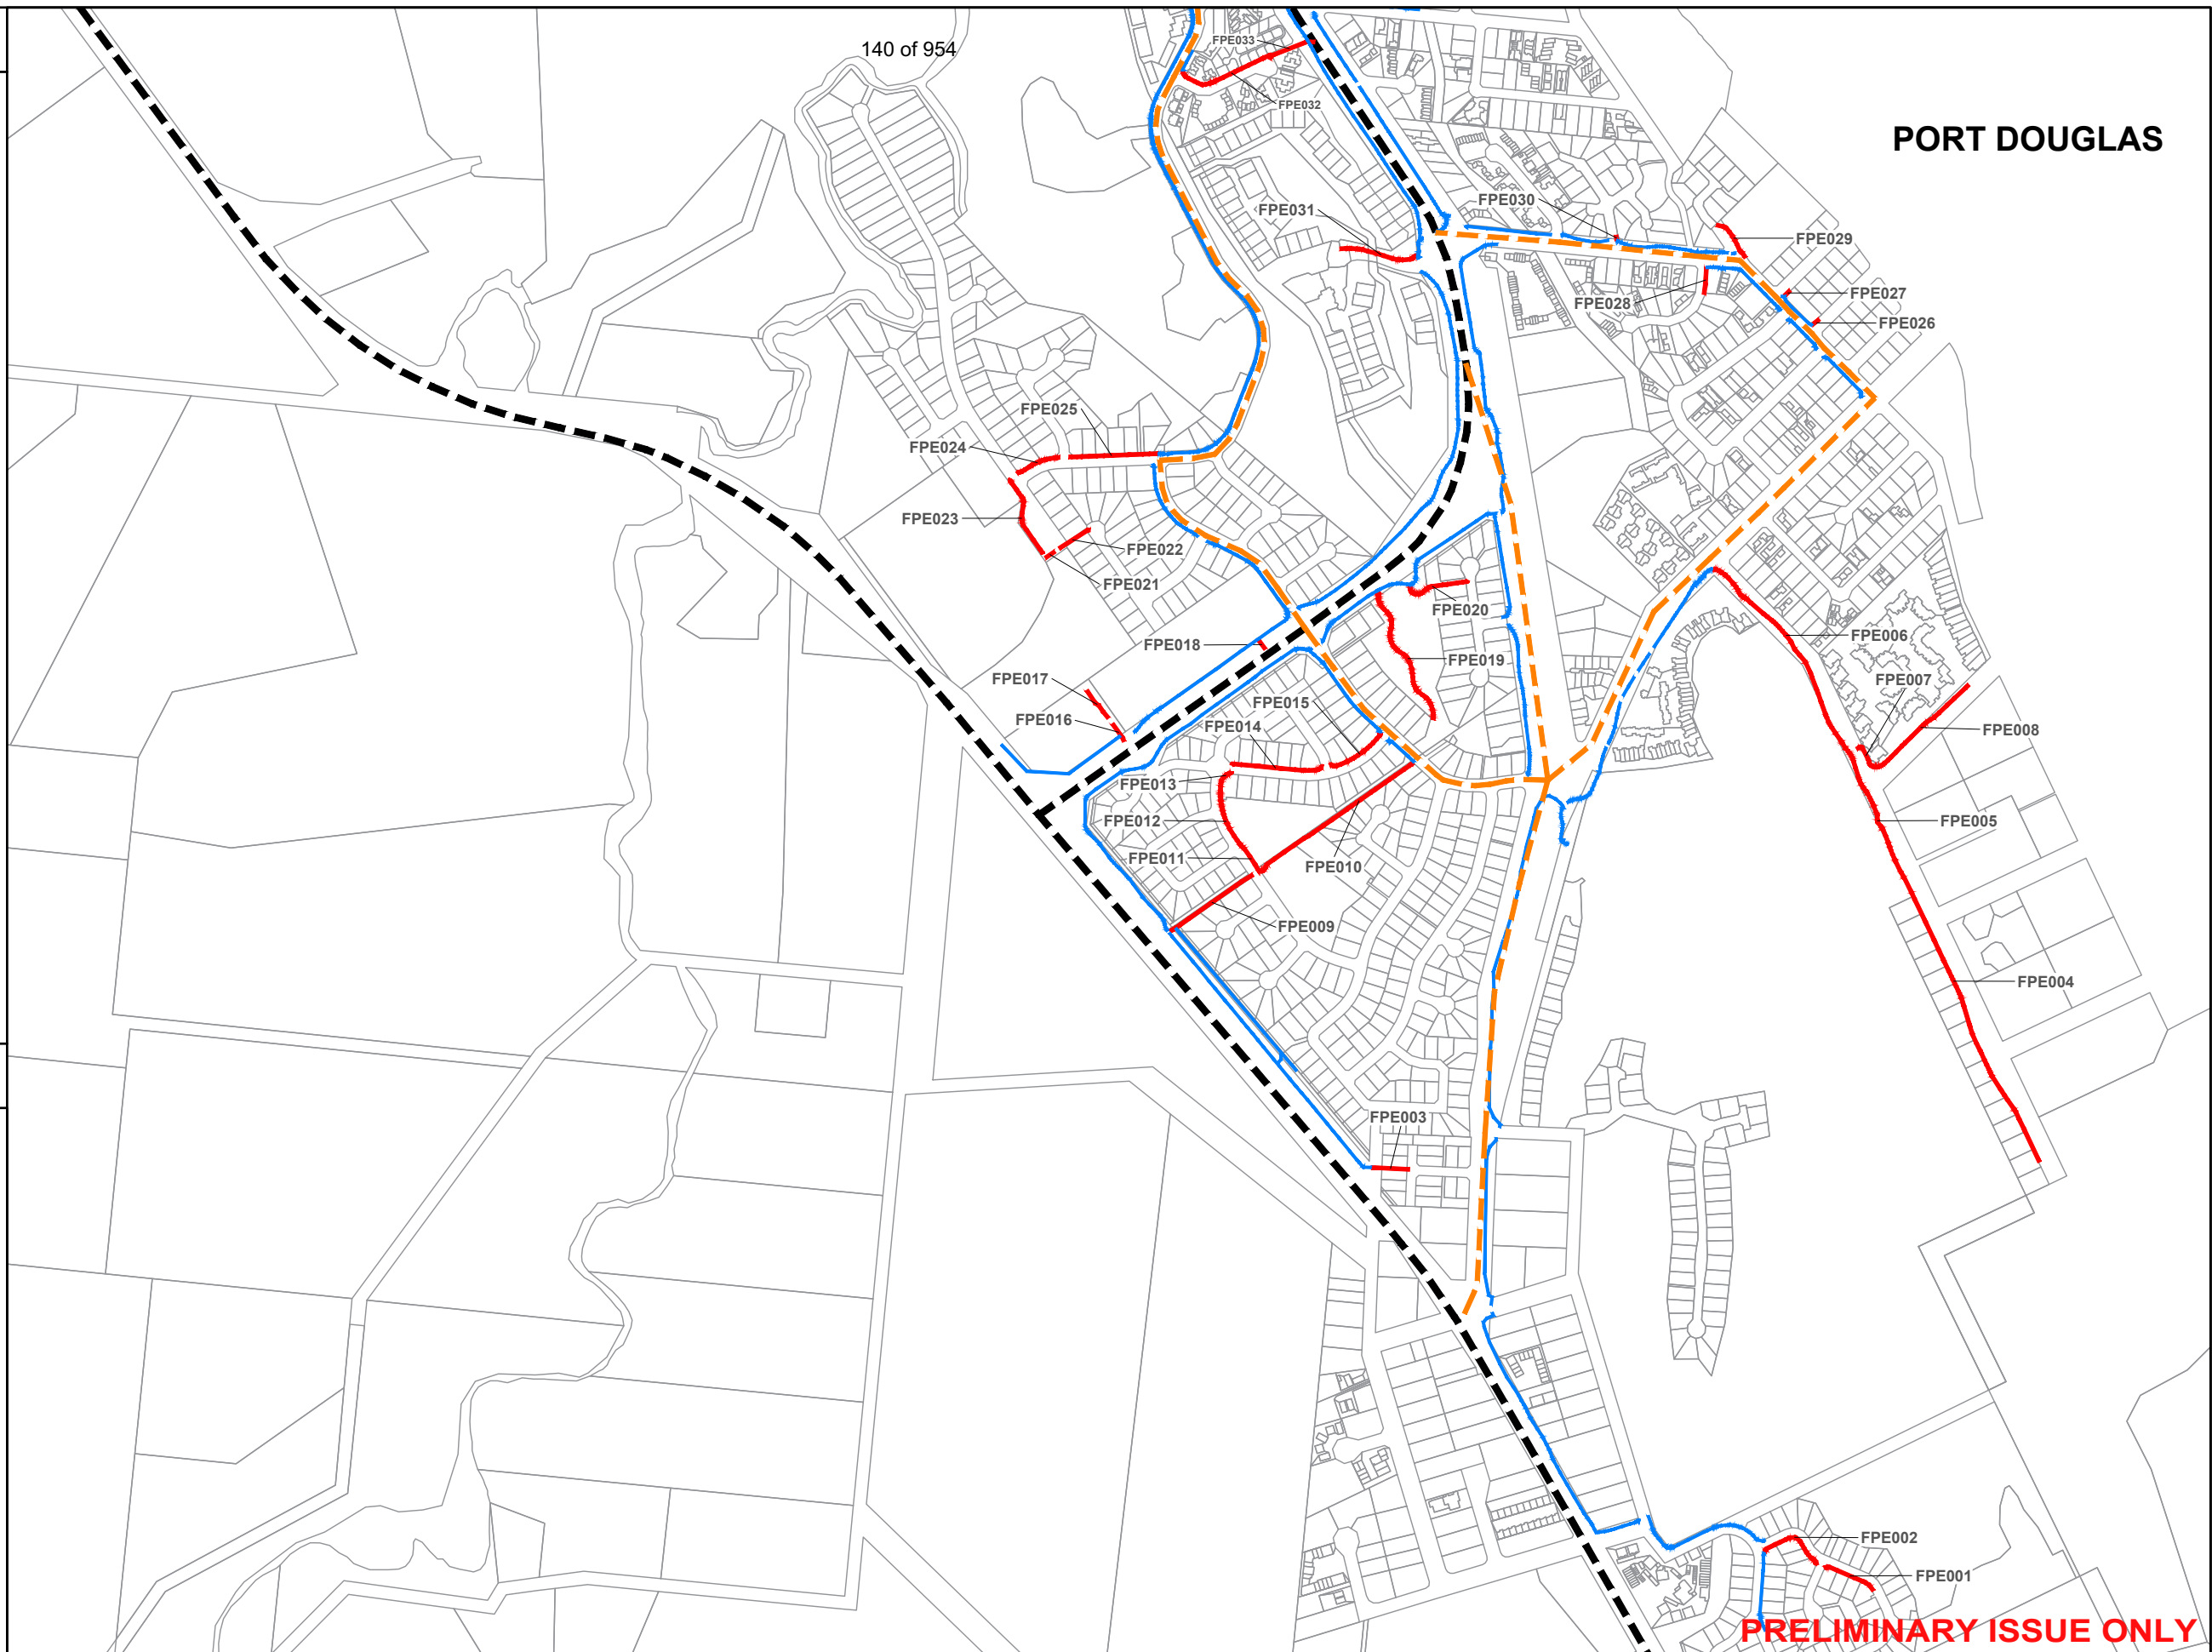 140 of 954
FPE033
FPE032
PORT DOUGLAS
FPE031
FPE030
FPE029
FPE028
FPE027
FPE026
FPE025
FPE024
FPE023
FPE022
FPE021
FPE020
FPE019
FPE018
FPE017
FPE016
FPE015
FPE014
FPE013
FPE012
FPE011
FPE010
FPE009
FPE006
FPE007
FPE008
FPE005
FPE004
FPE003
FPE002
FPE001
PRELIMINARY ISSUE ONLY